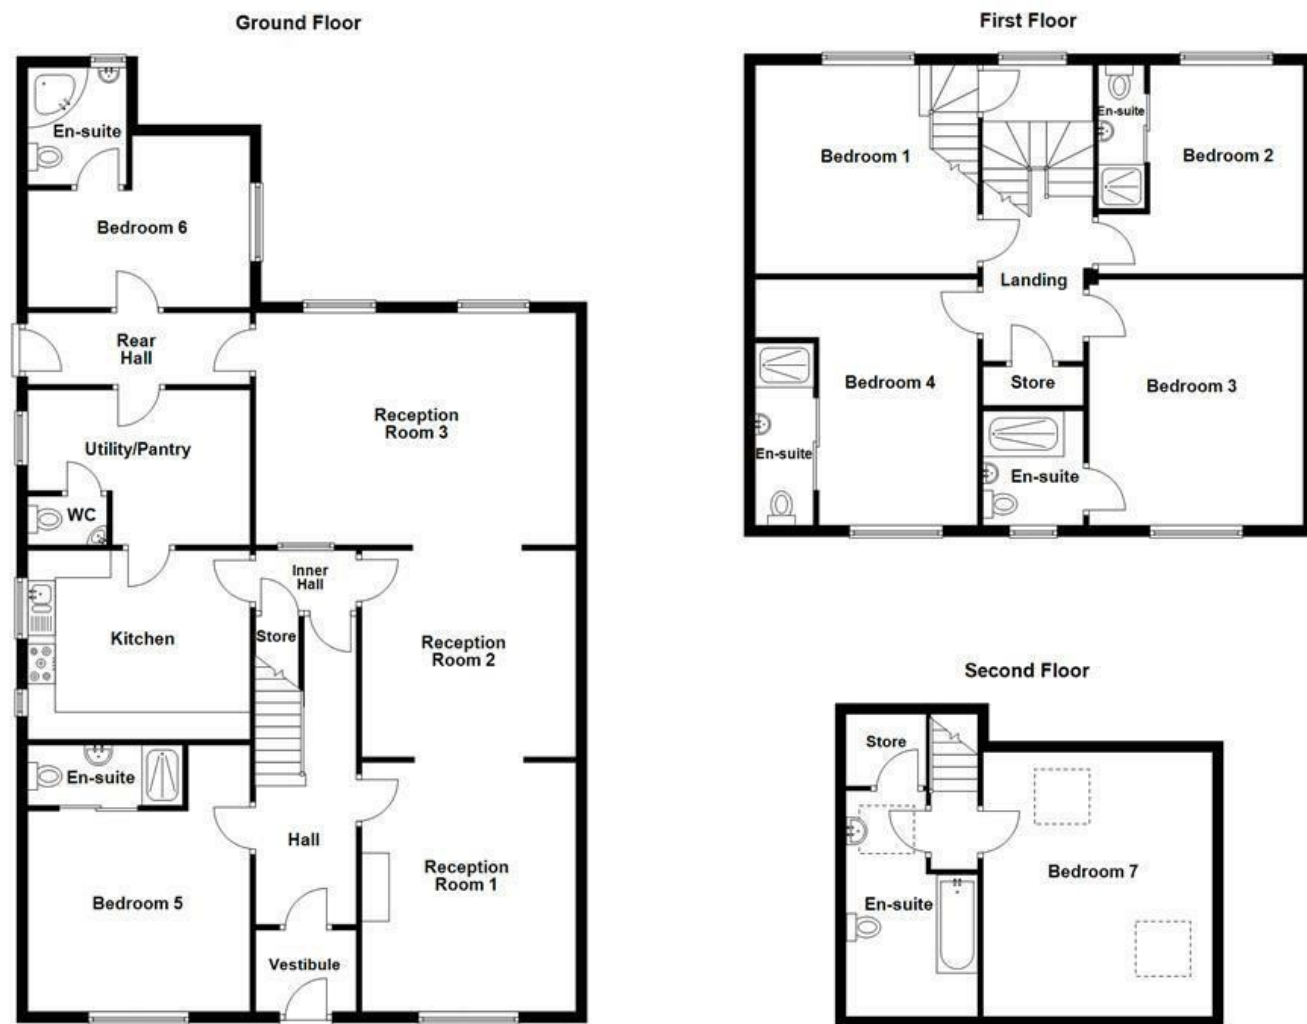 Ground Floor
En-suite
Bedroom 6
Rear
Hall
Utility/Pantry
WC
Reception
Room 3
Inner
Hall
Kitchen
Store
Reception
Room 2
En-suite
Hall
Bedroom 5
Reception
Room 1
Vestibule
First Floor
Bedroom 1
En-suite
Bedroom 2
Landing
Bedroom 4
Store
Bedroom 3
En-suite
En-suite
Second Floor
Store
Bedroom 7
En-suite